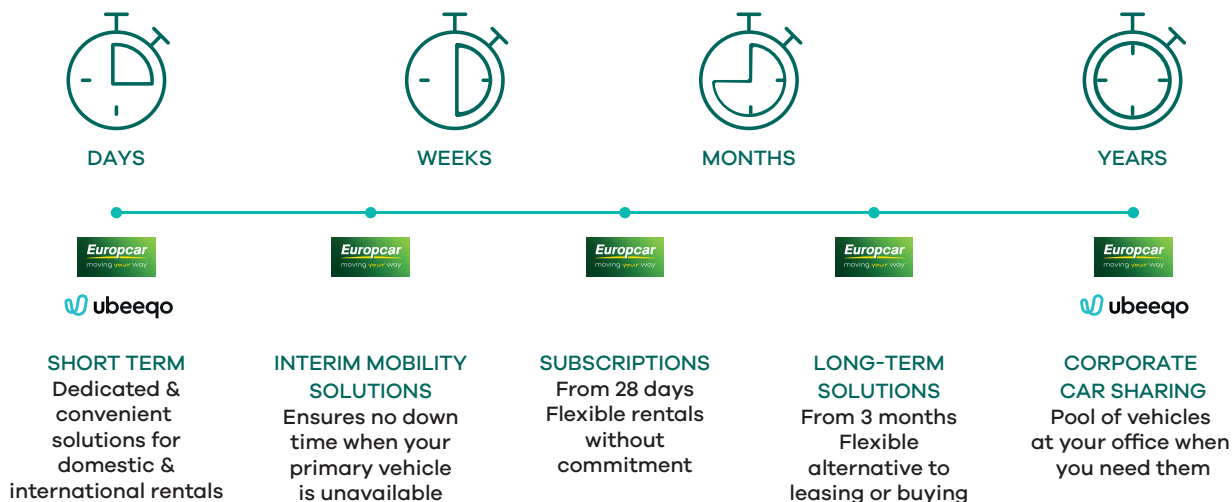 DAYS
WEEKS
MONTHS
YEARS
Europcar
moving your way
Europcar
moving your way
Europcar
moving your way
Europcar
moving your way
Europcar
moving your way
ubeeqo
ubeeqo
SHORT TERM
Dedicated &
convenient
solutions for
domestic &
international rentals
INTERIM MOBILITY
SOLUTIONS
Ensures no down
time when your
primary vehicle
is unavailable
SUBSCRIPTIONS
From 28 days
Flexible rentals
without
commitment
LONG-TERM
SOLUTIONS
From 3 months
Flexible
alternative to
leasing or buying
CORPORATE
CAR SHARING
Pool of vehicles
at your office when
you need them